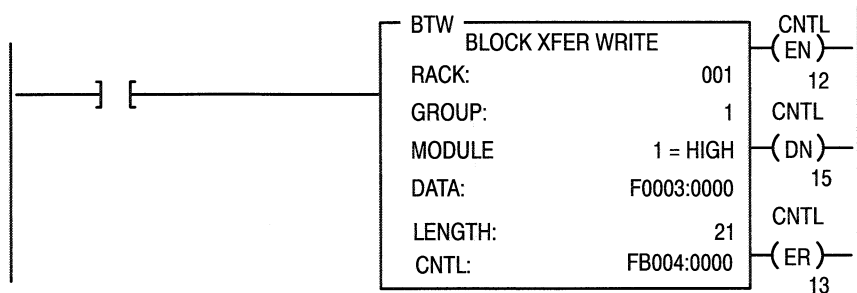 BTW
BLOCK XFER WRITE
CNTL
(EN)
12
RACK: 001
GROUP: 1
CNTL
MODULE 1 = HIGH
(DN)
15
DATA: F0003:0000
CNTL
LENGTH: 21
(ER)
CNTL: FB004:0000
13